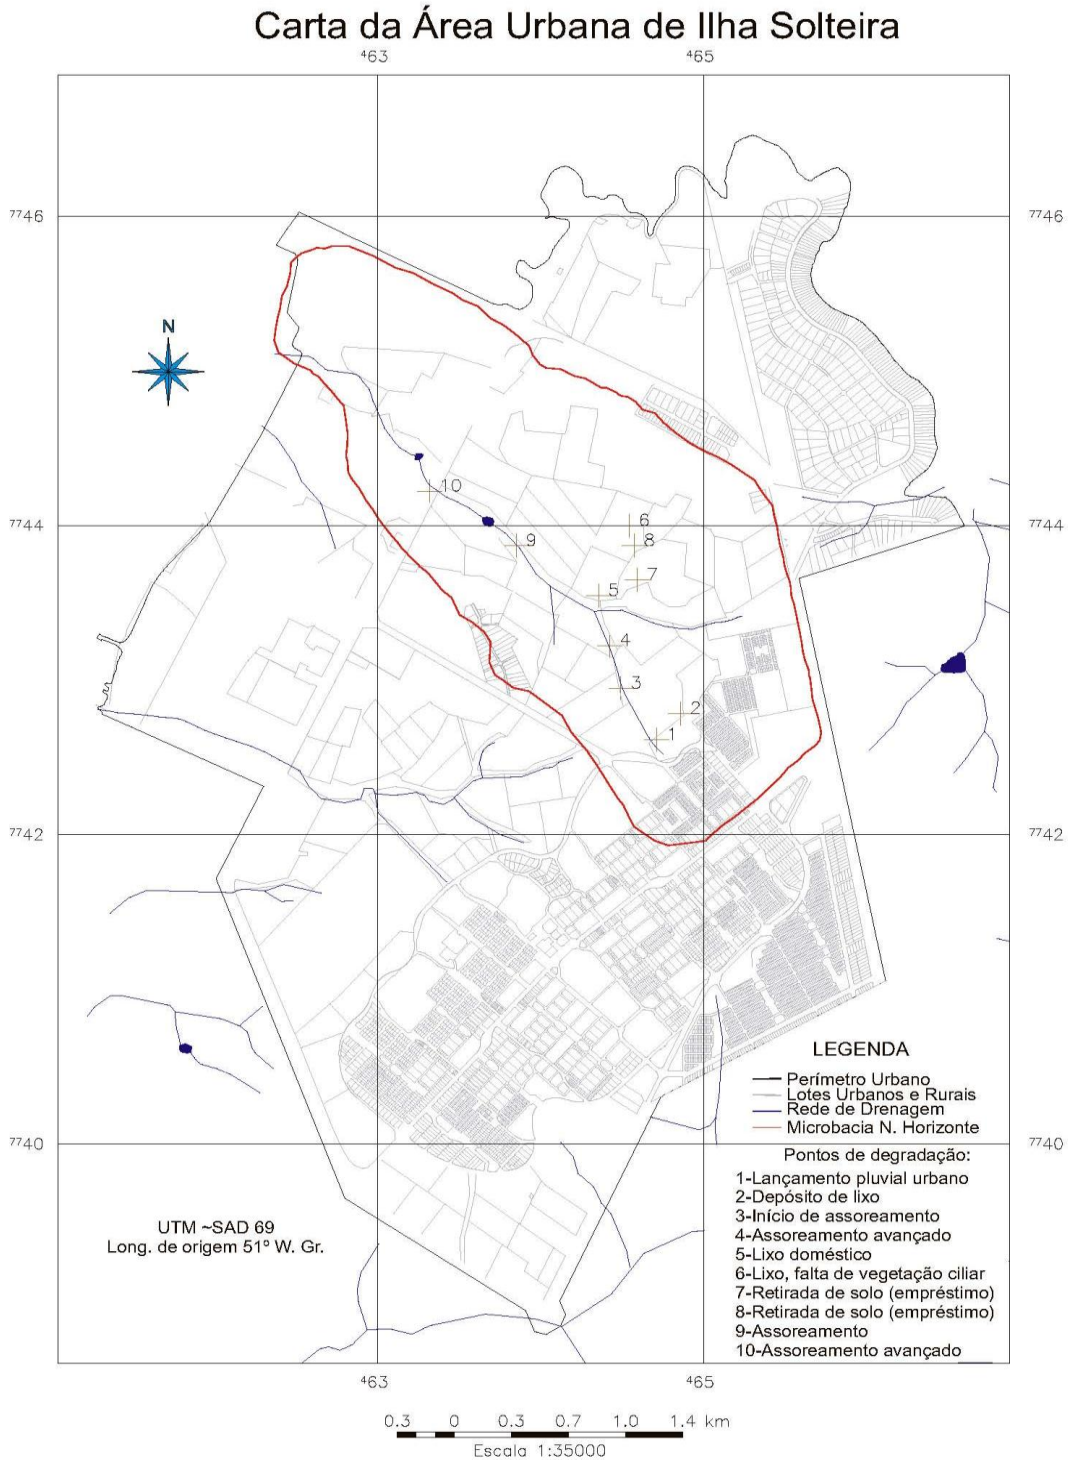 Carta da Área Urbana de Ilha Solteira
463 465
7746 7746
N
10
7744 6 7744
9 8
7
5
4
3
2
1
7742 7742
LEGENDA
Perímetro Urbano
Lotes Urbanos e Rurais
Rede de Drenagem
Microbacia N. Horizonte
7740 7740
Pontos de degradação:
1-Lançamento pluvial urbano
2-Depósito de lixo
3-Início de assoreamento
4-Assoreamento avançado
5-Lixo doméstico
6-Lixo, falta de vegetação ciliar
7-Retirada de solo (empréstimo)
8-Retirada de solo (empréstimo)
9-Assoreamento
10-Assoreamento avançado
UTM ~SAD 69
Long. de origem 51º W. Gr.
463 465
0.3 0 0.3 0.7 1.0 1.4 km
Escala 1:35000